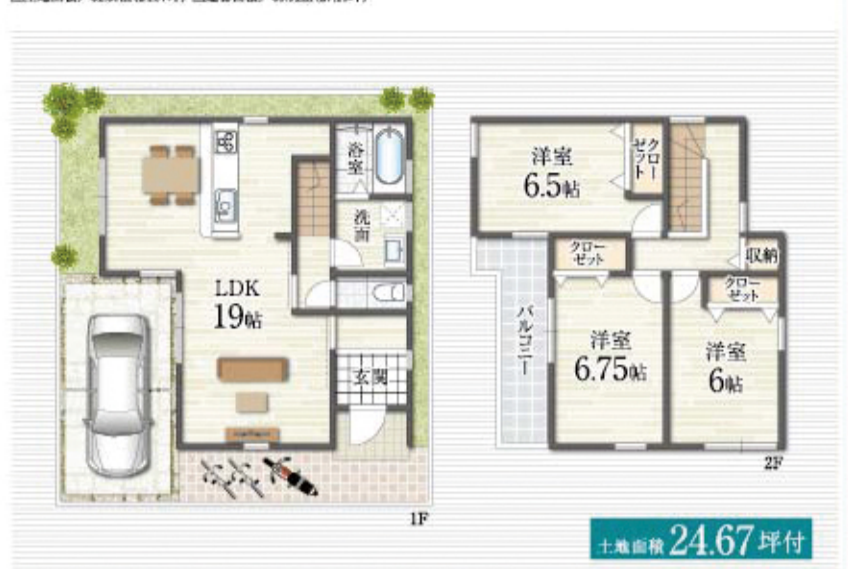 浴室
洗面
LDK
19帖
玄関
1F
洋室
6.5帖
クロー
ゼット
クロー
ゼット
収納
クロー
ゼット
バルコニー
洋室
6.75帖
洋室
6帖
2F
土地面積 24.67坪付